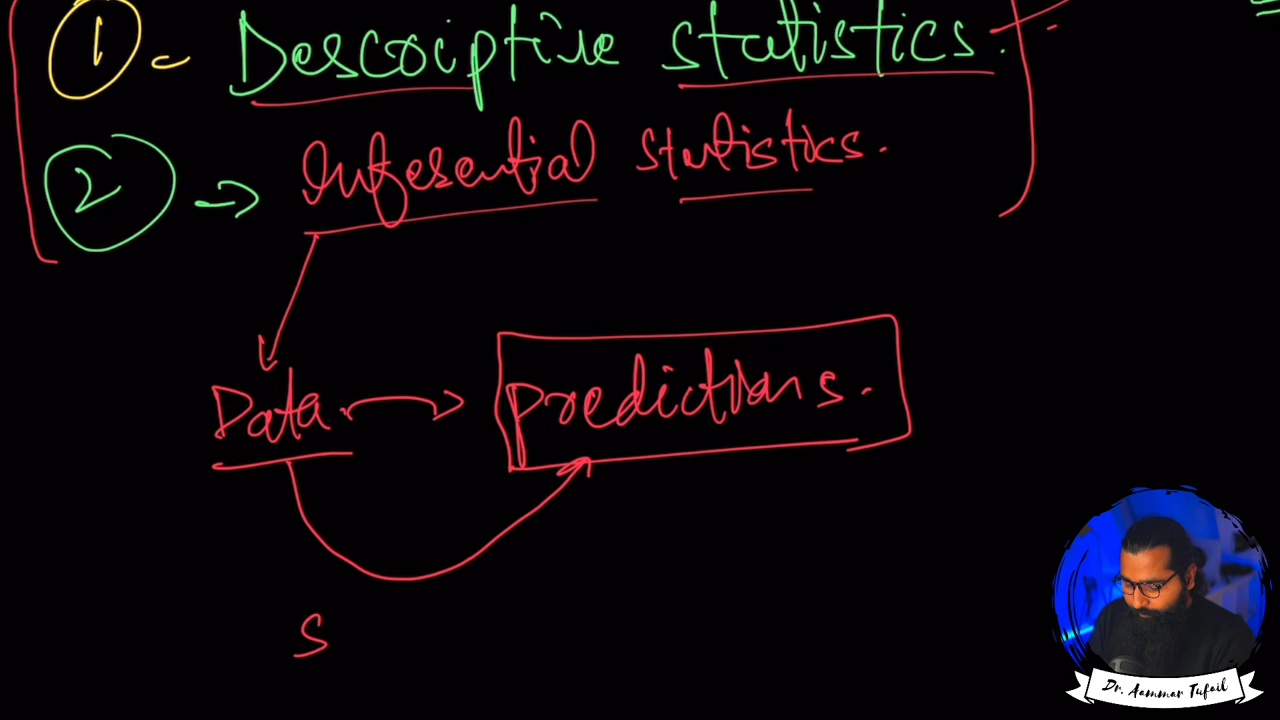 1 - Descriptive statistics.
2 → Inferential statistics.
Data → predictions.
S
Dr. Aammar Tufail